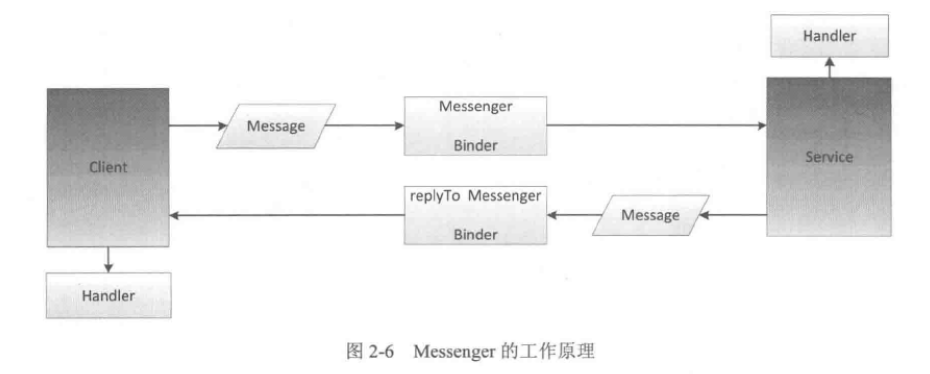 Handler
Client
Message
Messenger
Binder
Service
replyTo Messenger
Binder
Message
Handler
图 2-6 Messenger 的工作原理